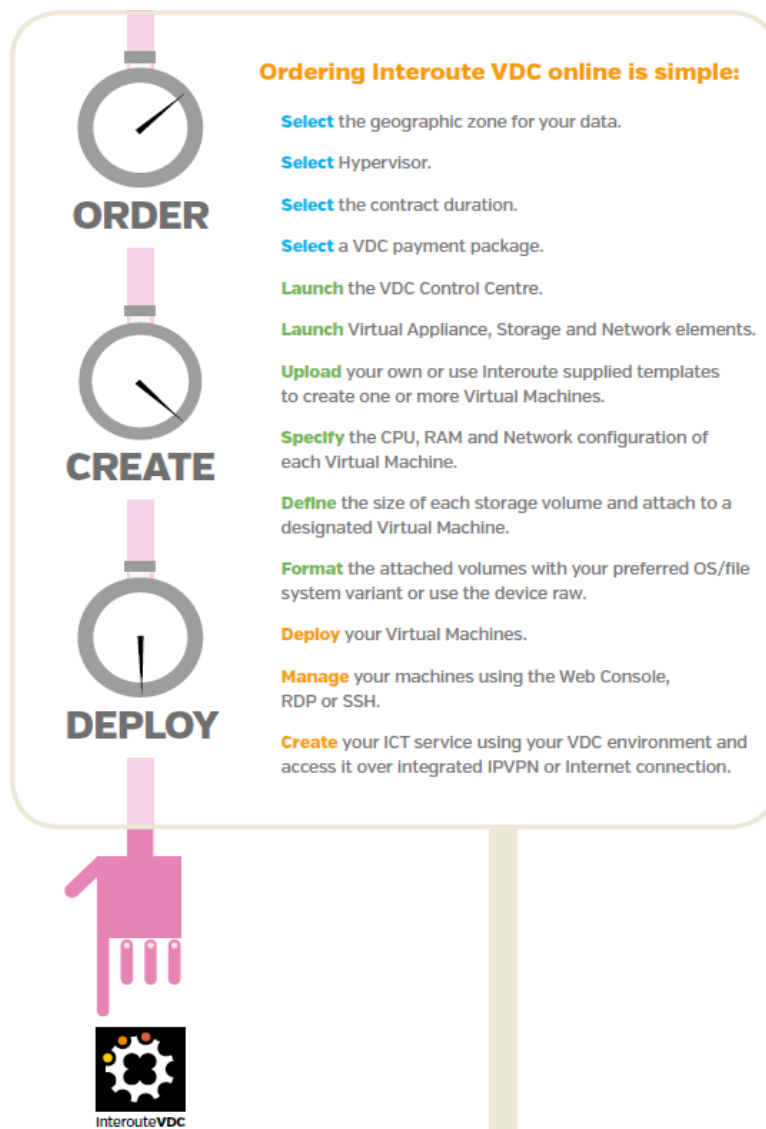 Ordering Interoute VDC online is simple:
Select the geographic zone for your data.
Select Hypervisor.
Select the contract duration.
Select a VDC payment package.
ORDER
Launch the VDC Control Centre.
Launch Virtual Appliance, Storage and Network elements.
Upload your own or use Interoute supplied templates
to create one or more Virtual Machines.
Specify the CPU, RAM and Network configuration of
each Virtual Machine.
CREATE
Define the size of each storage volume and attach to a
designated Virtual Machine.
Format the attached volumes with your preferred OS/file
system variant or use the device raw.
Deploy your Virtual Machines.
Manage your machines using the Web Console,
RDP or SSH.
DEPLOY
Create your ICT service using your VDC environment and
access it over integrated IPVPN or Internet connection.
InterouteVDC